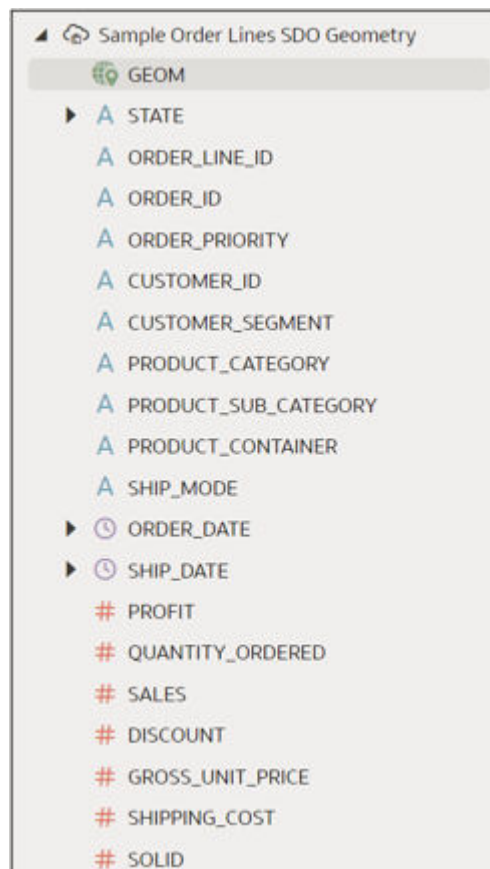 Sample Order Lines SDO Geometry
GEOM
A STATE
A ORDER_LINE_ID
A ORDER_ID
A ORDER_PRIORITY
A CUSTOMER_ID
A CUSTOMER_SEGMENT
A PRODUCT_CATEGORY
A PRODUCT_SUB_CATEGORY
A PRODUCT_CONTAINER
A SHIP_MODE
ORDER_DATE
SHIP_DATE
# PROFIT
# QUANTITY_ORDERED
# SALES
# DISCOUNT
# GROSS_UNIT_PRICE
# SHIPPING_COST
# SOLID